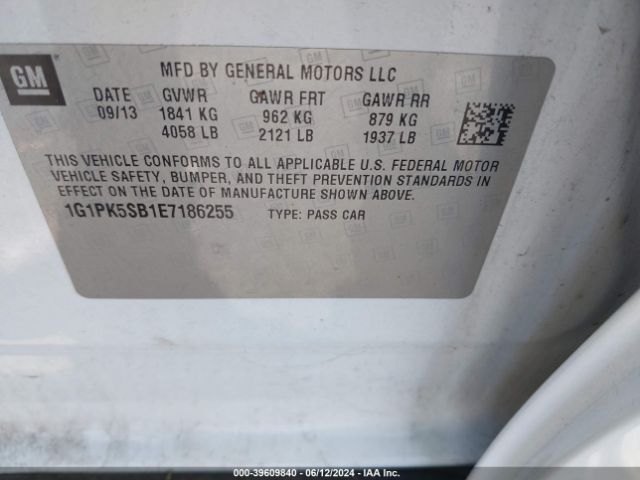 GM
MFD BY GENERAL MOTORS LLC
DATE GVWR GAWR FRT GAWR RR
09/13 1841 KG 962 KG 879 KG
4058 LB 2121 LB 1937 LB
THIS VEHICLE CONFORMS TO ALL APPLICABLE U.S. FEDERAL MOTOR
VEHICLE SAFETY, BUMPER, AND THEFT PREVENTION STANDARDS IN
EFFECT ON THE DATE OF MANUFACTURE SHOWN ABOVE.
1G1PK5SB1E7186255 TYPE: PASS CAR
000-39609840 - 06/12/2024 - IAA Inc.